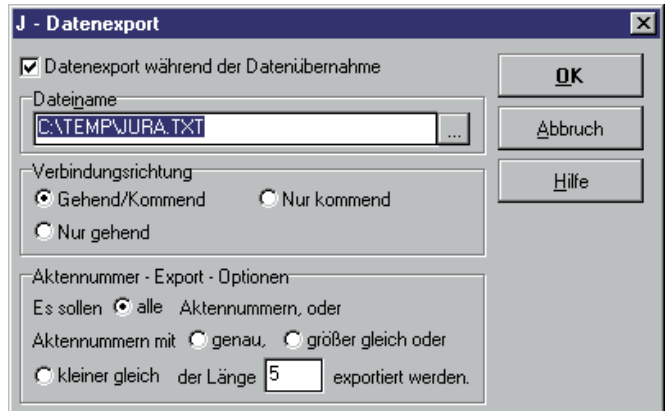 J - Datenexport
Datenexport während der Datenübernahme
OK
Dateiname
C:\TEMP\JURA.TXT
...
Abbruch
Verbindungsrichtung
Hilfe
Gehend/Kommend Nur kommend
Nur gehend
Aktennummer - Export - Optionen
Es sollen alle Aktennummern, oder
Aktennummern mit genau, größer gleich oder
kleiner gleich der Länge 5 exportiert werden.